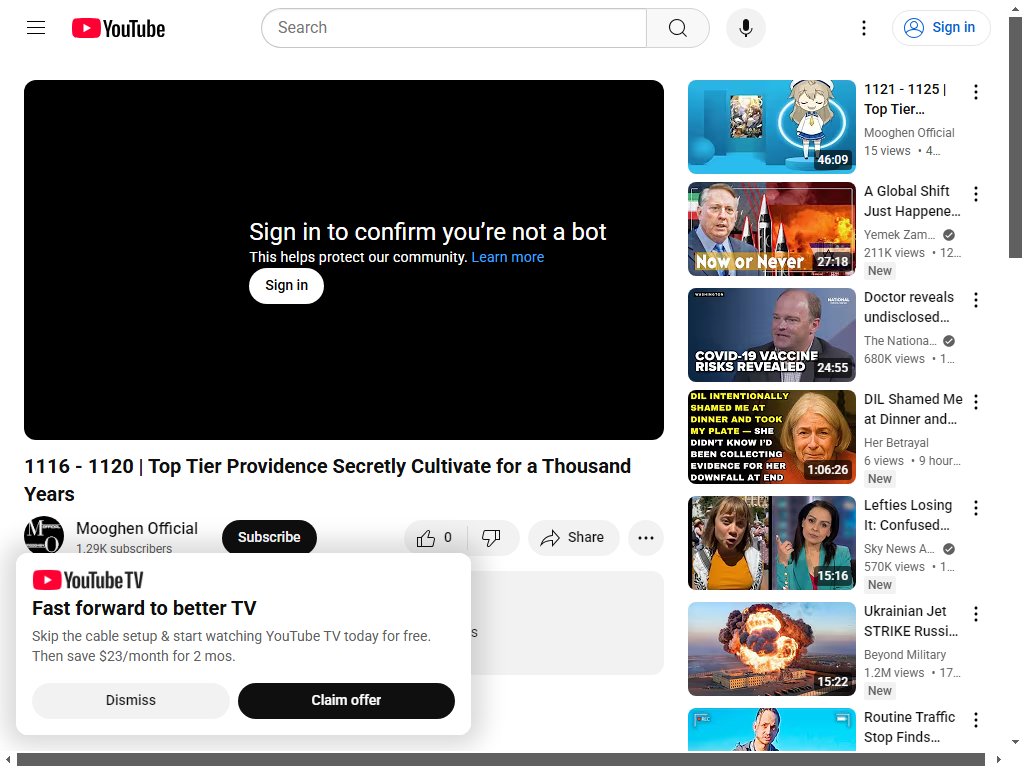 YouTube
Search
Sign in
Sign in to confirm you’re not a bot
This helps protect our community. Learn more
Sign in
1116 - 1120 | Top Tier Providence Secretly Cultivate for a Thousand
Years
Mooghen Official
1.29K subscribers
Subscribe
0
Share
s
YouTube TV
Fast forward to better TV
Skip the cable setup & start watching YouTube TV today for free.
Then save $23/month for 2 mos.
Dismiss
Claim offer
46:09
1121 - 1125 |
Top Tier…
Mooghen Official
15 views • 4…
Now or Never
27:18
A Global Shift
Just Happene…
Yemek Zam…
211K views • 12…
New
WASHINGTON
NATIONAL
COVID-19 VACCINE
RISKS REVEALED
24:55
Doctor reveals
undisclosed…
The Nationa…
680K views • 1…
DIL INTENTIONALLY
SHAMED ME AT
DINNER AND TOOK
MY PLATE — SHE
DIDN'T KNOW I'D
BEEN COLLECTING
EVIDENCE FOR HER
DOWNFALL AT END
1:06:26
DIL Shamed Me
at Dinner and…
Her Betrayal
6 views • 9 hour…
New
15:16
Lefties Losing
It: Confused…
Sky News A…
570K views • 1…
New
15:22
Ukrainian Jet
STRIKE Russi…
Beyond Military
1.2M views • 17…
New
REC
Routine Traffic
Stop Finds…